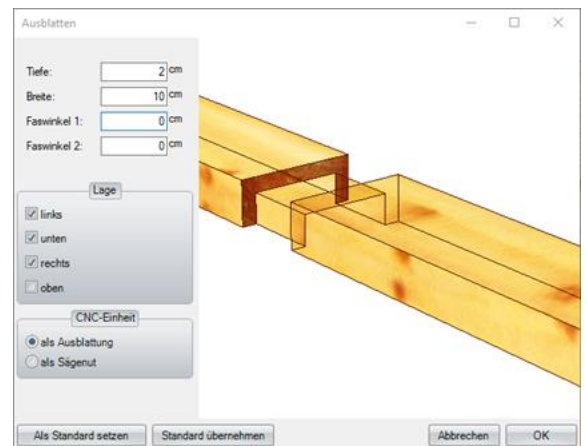 Ausblatten
Tiefe: 2 cm
Breite: 10 cm
Faswinkel 1: 0 cm
Faswinkel 2: 0 cm
Lage
links
unten
rechts
oben
CNC-Einheit
als Ausblattung
als Sägenut
Als Standard setzen Standard übernehmen Abbrechen OK